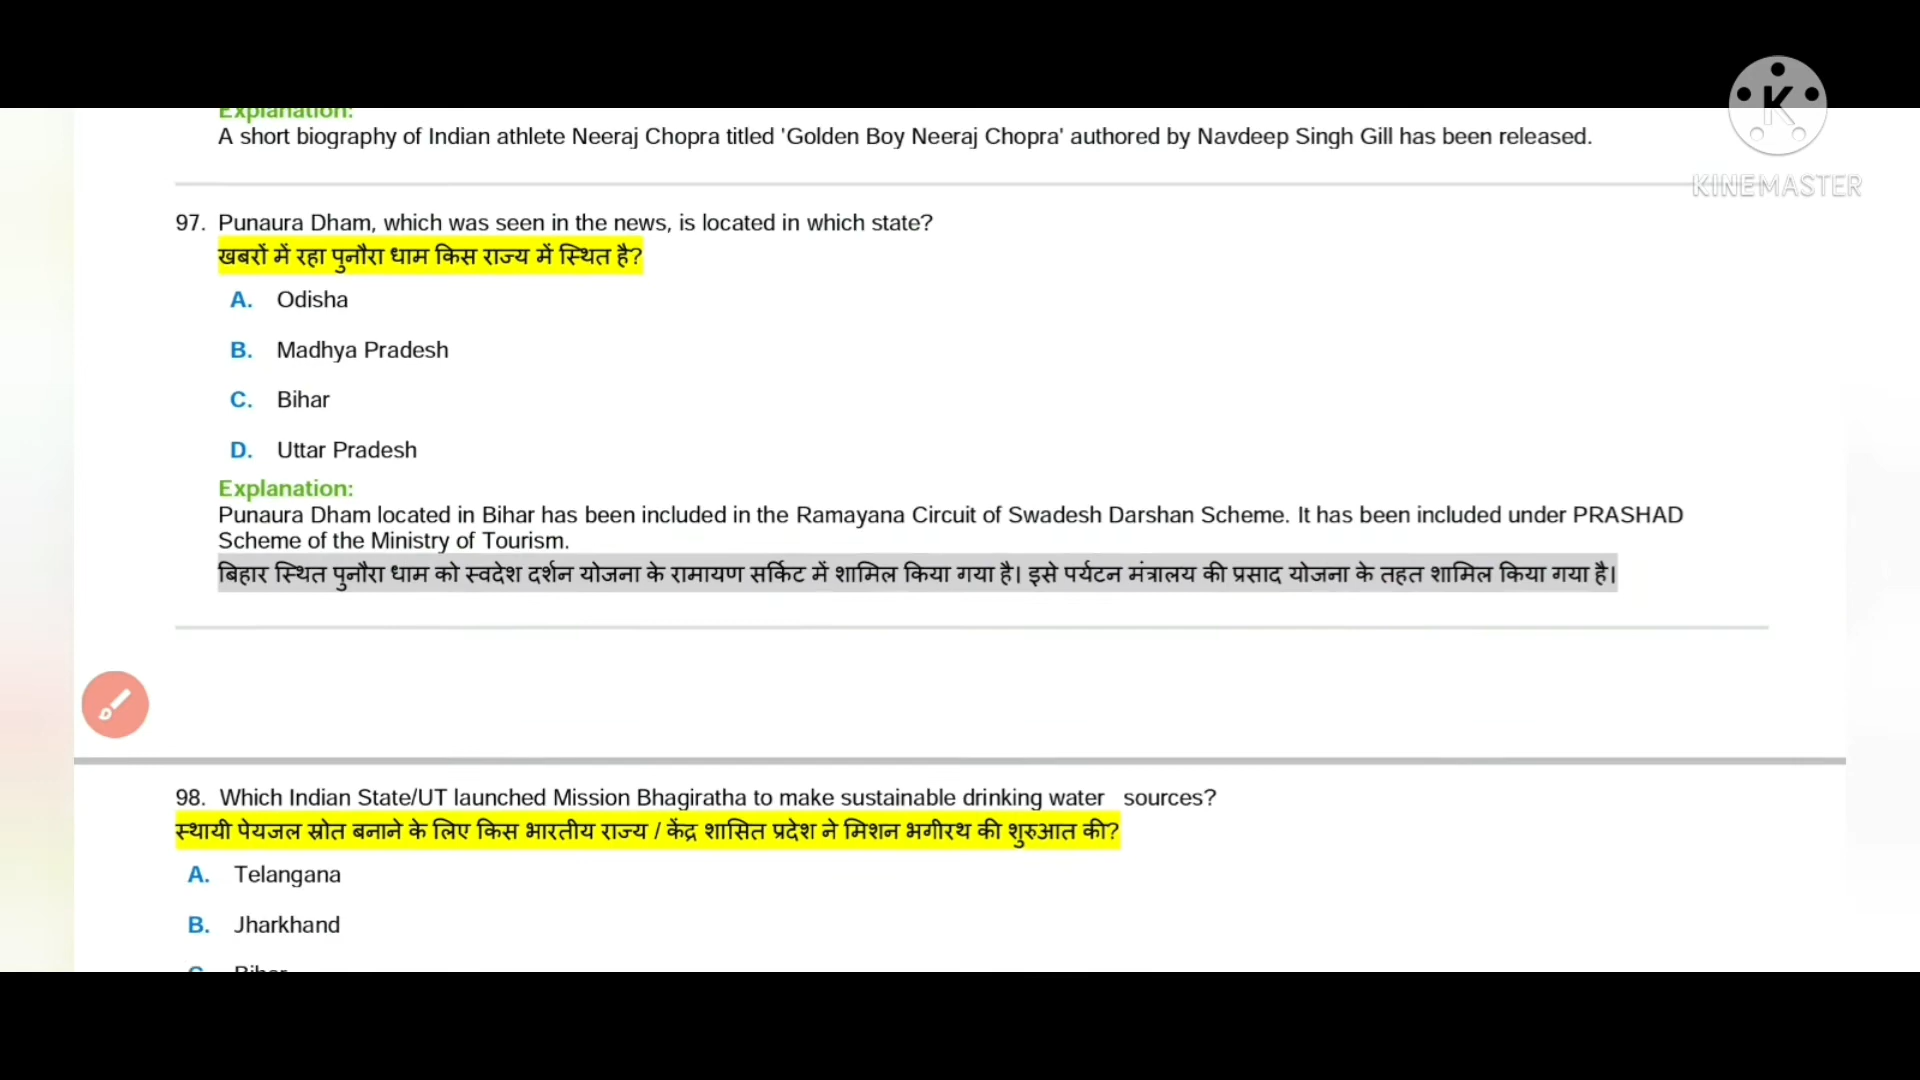 Explanation:
A short biography of Indian athlete Neeraj Chopra titled 'Golden Boy Neeraj Chopra' authored by Navdeep Singh Gill has been released.
K
KINEMASTER
97. Punaura Dham, which was seen in the news, is located in which state?
खबरों में रहा पुनौरा धाम किस राज्य में स्थित है?
A. Odisha
B. Madhya Pradesh
C. Bihar
D. Uttar Pradesh
Explanation:
Punaura Dham located in Bihar has been included in the Ramayana Circuit of Swadesh Darshan Scheme. It has been included under PRASHAD
Scheme of the Ministry of Tourism.
बिहार स्थित पुनौरा धाम को स्वदेश दर्शन योजना के रामायण सर्किट में शामिल किया गया है। इसे पर्यटन मंत्रालय की प्रसाद योजना के तहत शामिल किया गया है।
98. Which Indian State/UT launched Mission Bhagiratha to make sustainable drinking water sources?
स्थायी पेयजल स्रोत बनाने के लिए किस भारतीय राज्य / केंद्र शासित प्रदेश ने मिशन भगीरथ की शुरुआत की?
A. Telangana
B. Jharkhand
C. Bihar